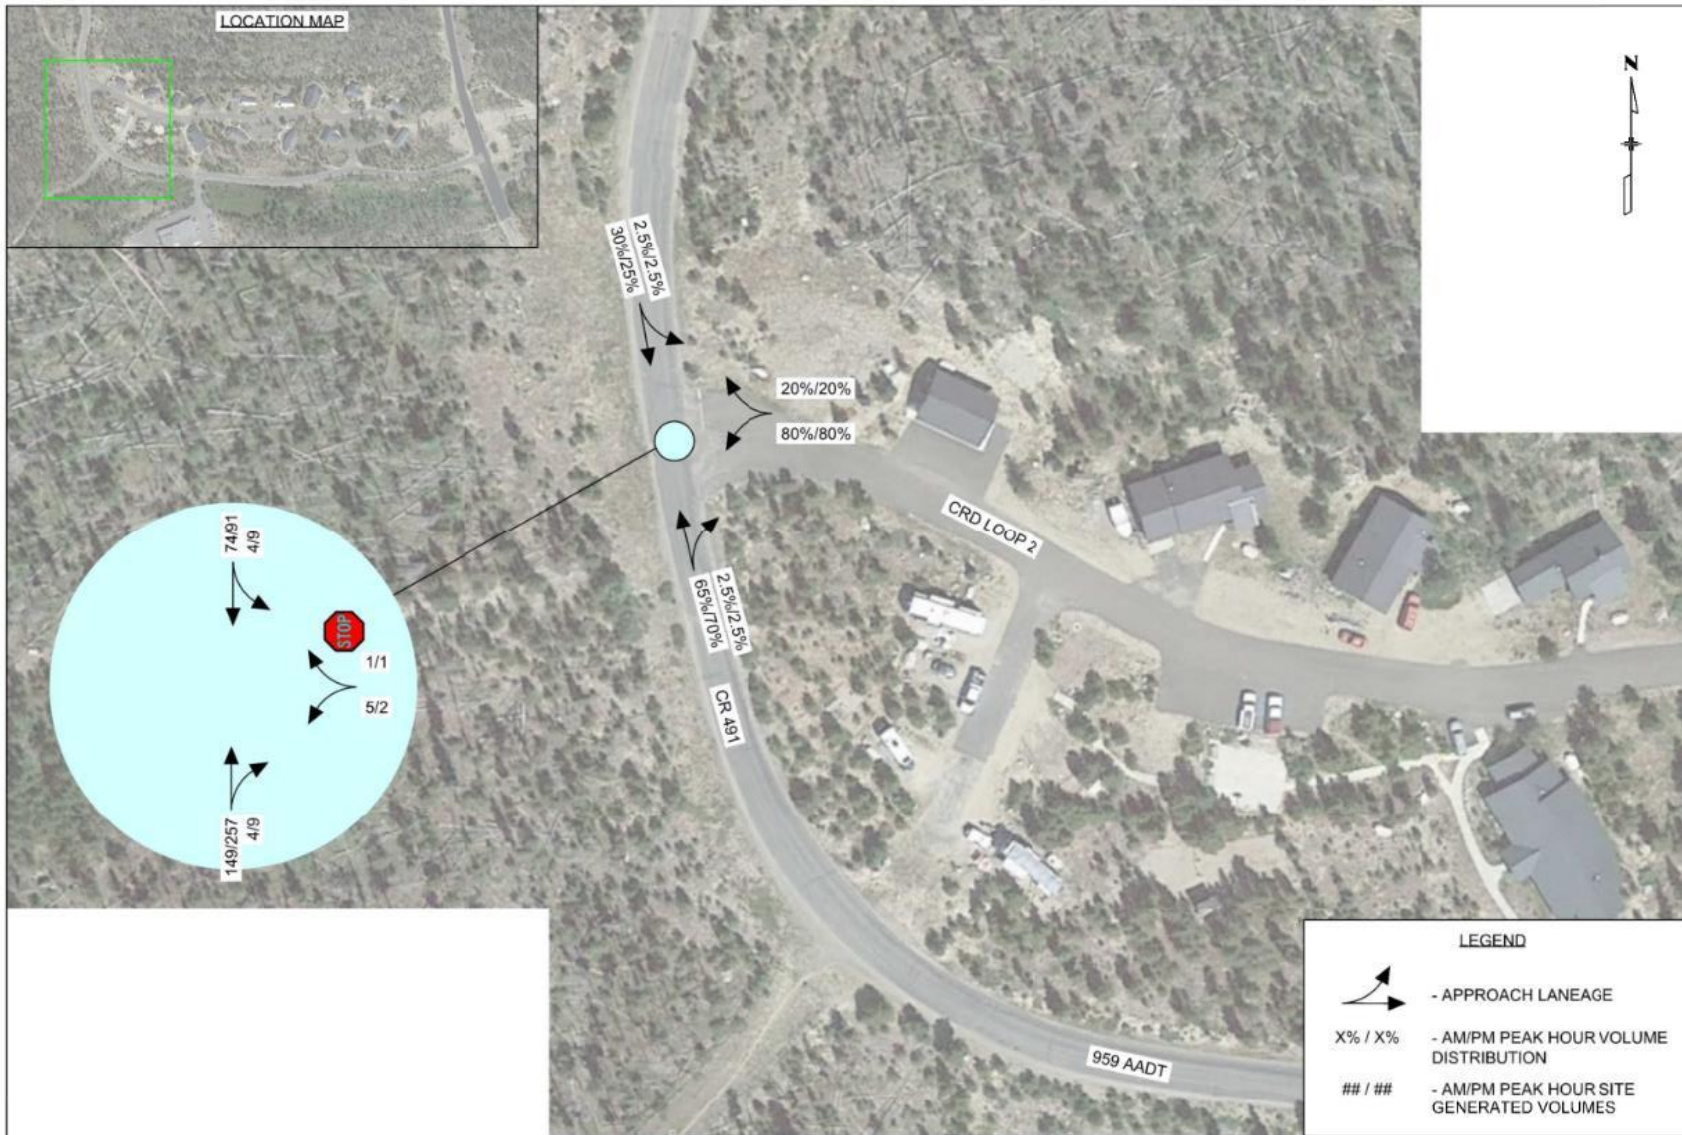 LOCATION MAP
N
2.5%/2.5%
30%/25%
20%/20%
80%/80%
CRD LOOP 2
65%/70%
2.5%/2.5%
CR 491
959 AADT
74/91
4/9
STOP
1/1
5/2
149/257
4/9
LEGEND
- APPROACH LANEAGE
X% / X% - AM/PM PEAK HOUR VOLUME
DISTRIBUTION
## / ## - AM/PM PEAK HOUR SITE
GENERATED VOLUMES